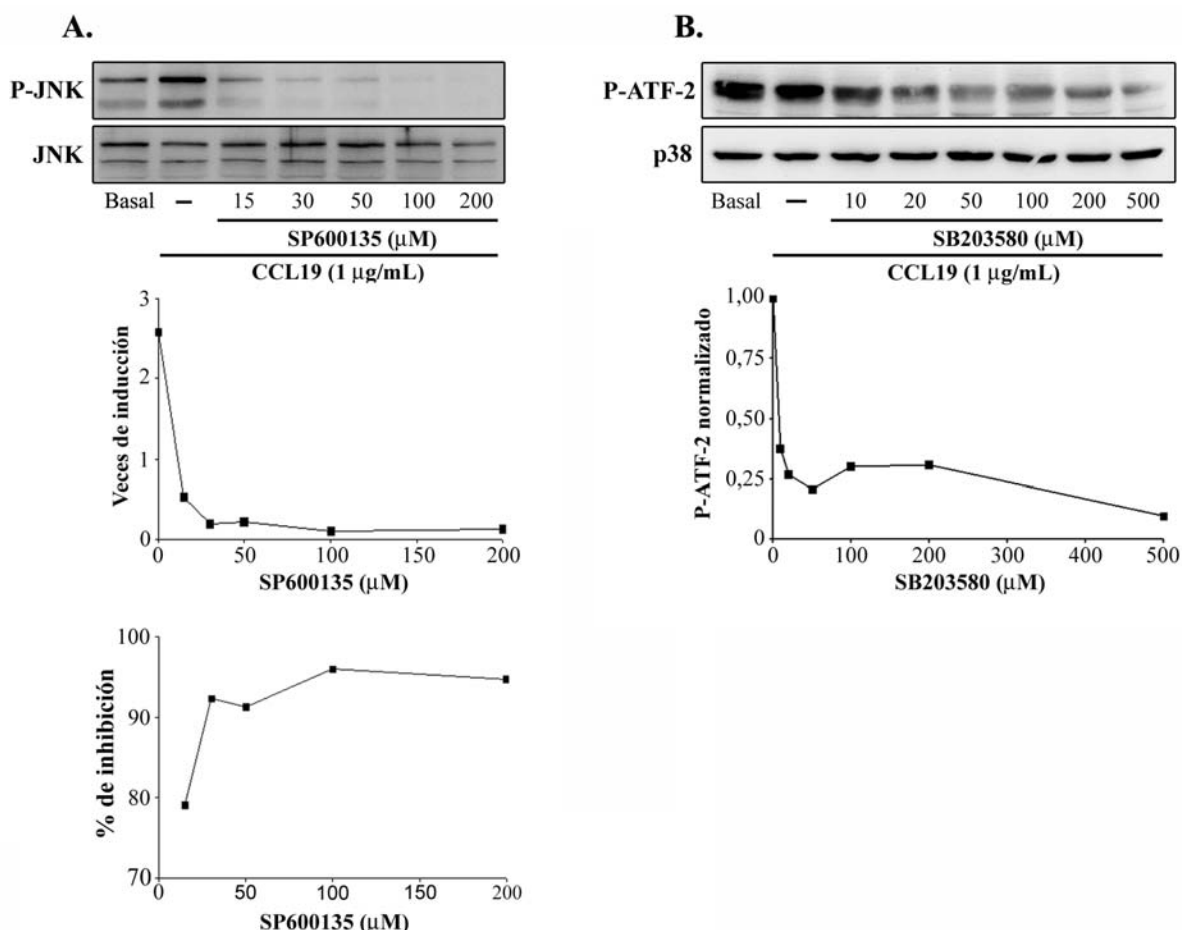 A.
P-JNK
JNK
Basal – 15 30 50 100 200
SP600135 (μM)
CCL19 (1 μg/mL)
3
2
1
0
Veces de inducción
0 50 100 150 200
SP600135 (μM)
100
90
80
70
% de inhibición
0 50 100 150 200
SP600135 (μM)
B.
P-ATF-2
p38
Basal – 10 20 50 100 200 500
SB203580 (μM)
CCL19 (1 μg/mL)
1,00
0,75
0,50
0,25
0
P-ATF-2 normalizado
0 100 200 300 400 500
SB203580 (μM)